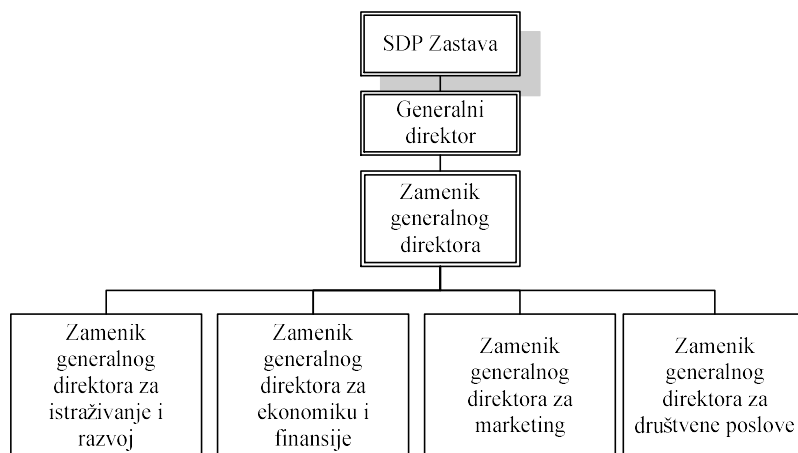 SDP Zastava
Generalni
direktor
Zamenik
generalnog
direktora
Zamenik
generalnog
direktora za
istraživanje i
razvoj
Zamenik
generalnog
direktora za
ekonomiku i
finansije
Zamenik
generalnog
direktora za
marketing
Zamenik
generalnog
direktora za
društvene poslove